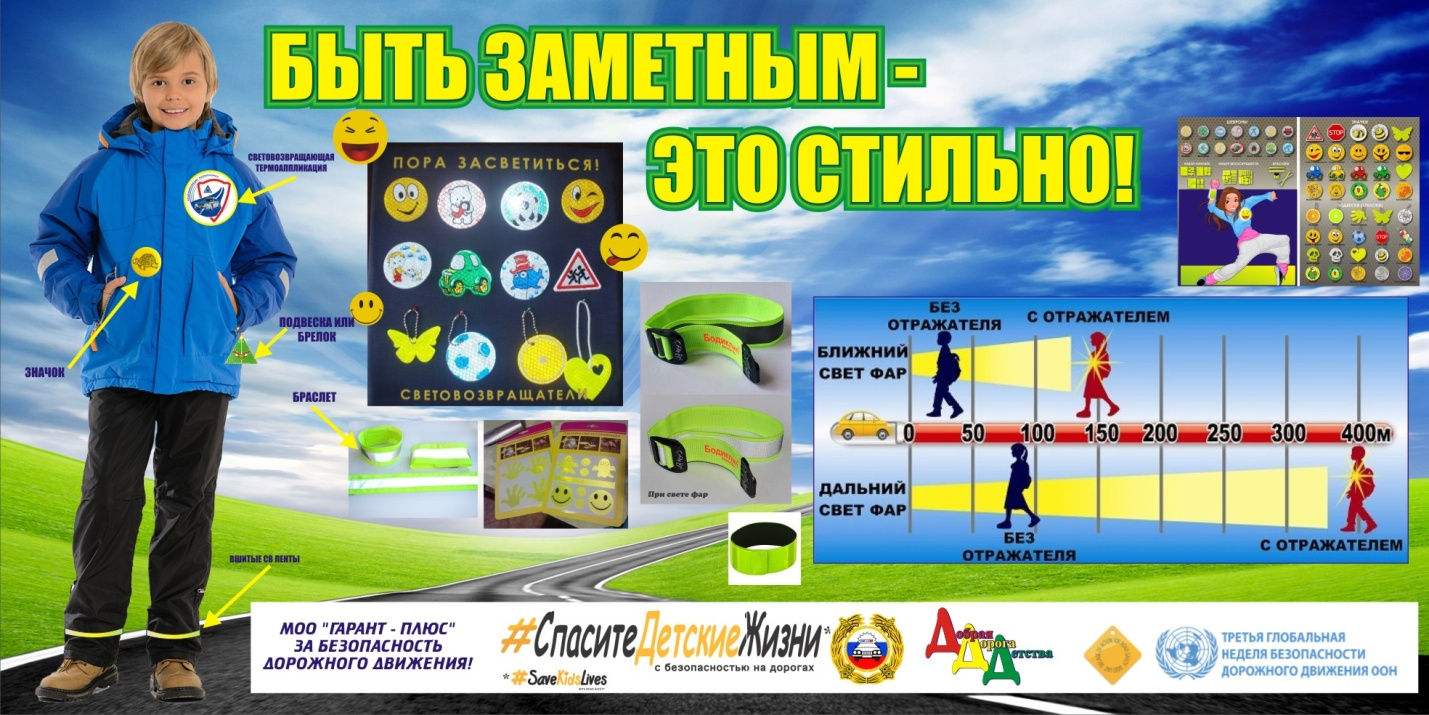 БЫТЬ ЗАМЕТНЫМ -
ЭТО СТИЛЬНО!
СВЕТОВОЗВРАЩАЮЩАЯ
ТЕРМОАППЛИКАЦИЯ
ЗНАЧОК
ПОДВЕСКА ИЛИ
БРЕЛОК
БРАСЛЕТ
ВШИТЫЕ СВ ЛЕНТЫ
ПОРА ЗАСВЕТИТЬСЯ!
СВЕТОВОЗВРАЩАТЕЛИ
При свете фар
STOP
STOP
БЕЗ
ОТРАЖАТЕЛЯ
С ОТРАЖАТЕЛЕМ
БЛИЖНИЙ
СВЕТ ФАР
0 50 100 150 200 250 300 400м
ДАЛЬНИЙ
СВЕТ ФАР
БЕЗ
ОТРАЖАТЕЛЯ
С ОТРАЖАТЕЛЕМ
МОО "ГАРАНТ - ПЛЮС"
ЗА БЕЗОПАСНОСТЬ
ДОРОЖНОГО ДВИЖЕНИЯ!
#СпаситеДетскиеЖизни*
с безопасностью на дорогах
*#SaveKidsLives
Добрая
Дорога
Детства
ТРЕТЬЯ ГЛОБАЛЬНАЯ
НЕДЕЛЯ БЕЗОПАСНОСТИ
ДОРОЖНОГО ДВИЖЕНИЯ ООН